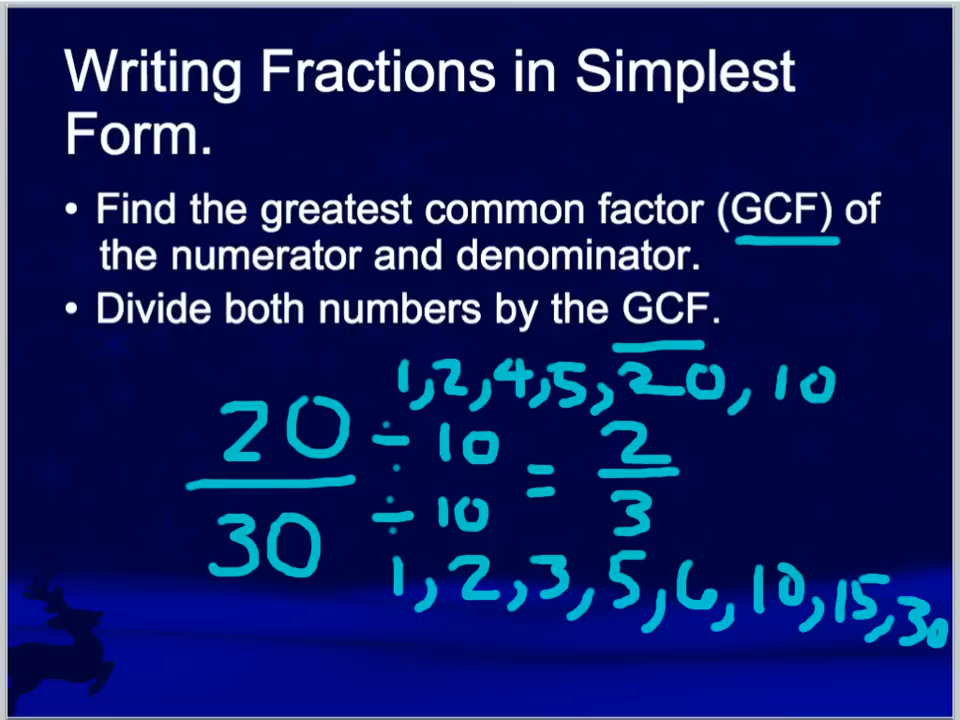 Writing Fractions in Simplest
Form.
• Find the greatest common factor (GCF) of
the numerator and denominator.
• Divide both numbers by the GCF.
1, 2, 4, 5, 20, 10
20 ÷ 10 = 2
30 ÷ 10   3
1, 2, 3, 5, 6, 10, 15, 30